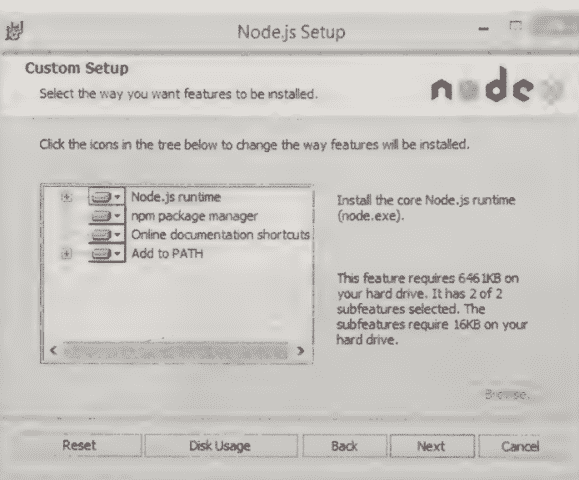 Node.js Setup
Custom Setup
Select the way you want features to be installed.
node
Click the icons in the tree below to change the way features will be installed.
Node.js runtime
npm package manager
Online documentation shortcuts
Add to PATH
Install the core Node.js runtime
(node.exe).
This feature requires 6461KB on
your hard drive. It has 2 of 2
subfeatures selected. The
subfeatures require 16KB on your
hard drive.
Browse.
Reset
Disk Usage
Back
Next
Cancel